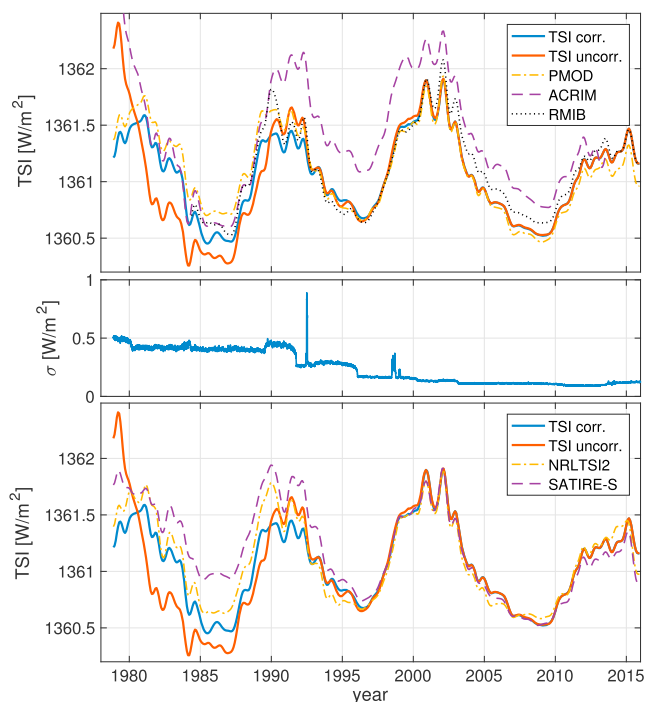 1362
1361.5
1361
1360.5
TSI [W/m²]
TSI corr.
TSI uncorr.
PMOD
ACRIM
RMIB
1
0.5
0
σ [W/m²]
1362
1361.5
1361
1360.5
TSI [W/m²]
TSI corr.
TSI uncorr.
NRLTSI2
SATIRE-S
1980 1985 1990 1995 2000 2005 2010 2015
year